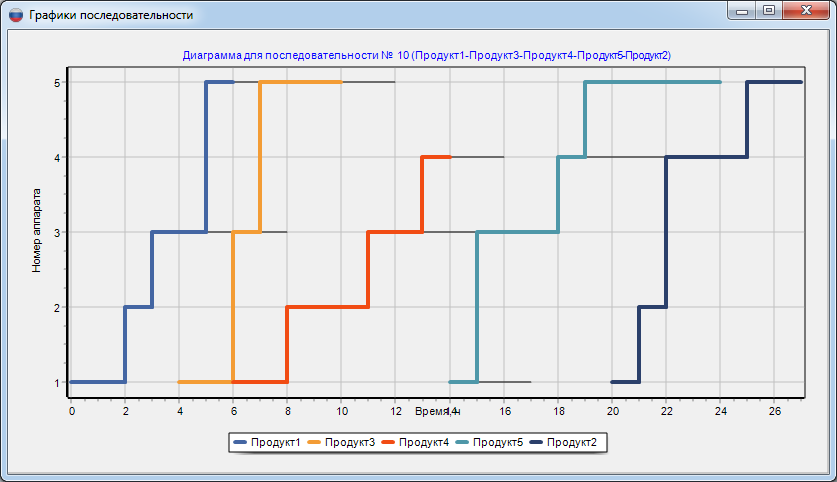 Графики последовательности
Диаграмма для последовательности № 10 (Продукт1-Продукт3-Продукт4-Продукт5-Продукт2)
Номер аппарата
5
4
3
2
1
0 2 4 6 8 10 12 14 16 18 20 22 24 26
Время, ч
Продукт1 Продукт3 Продукт4 Продукт5 Продукт2